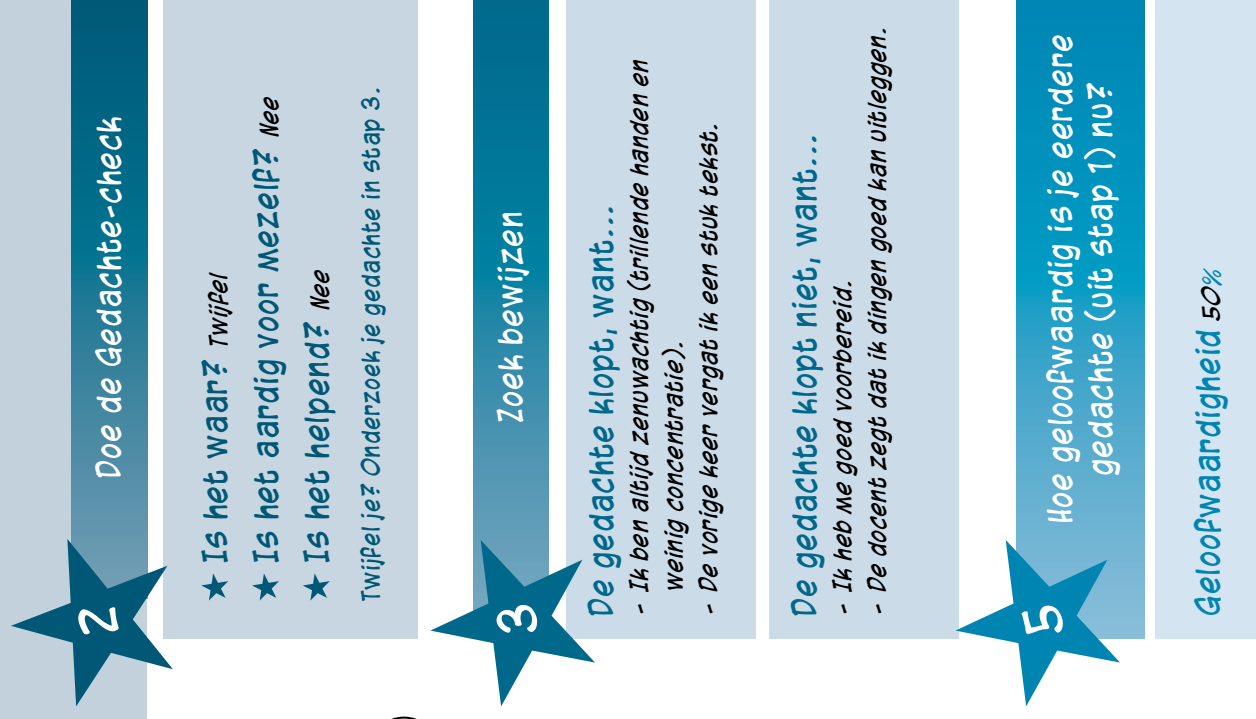 2
Doe de Gedachte-check
★ Is het waar? Twijfel
★ Is het aardig voor mezelf? Nee
★ Is het helpend? Nee
Twijfel je? Onderzoek je gedachte in stap 3.
3
Zoek bewijzen
De gedachte klopt, want...
- Ik ben altijd zenuwachtig (trillende handen en
weinig concentratie).
- De vorige keer vergat ik een stuk tekst.
De gedachte klopt niet, want...
- Ik heb me goed voorbereid.
- De docent zegt dat ik dingen goed kan uitleggen.
5
Hoe geloofwaardig is je eerdere
gedachte (uit stap 1) nu?
Geloofwaardigheid 50%